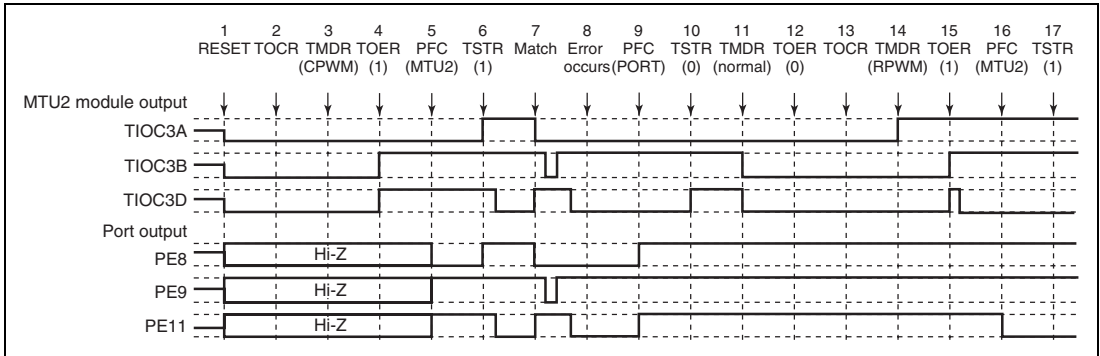 1 2 3 4 5 6 7 8 9 10 11 12 13 14 15 16 17
RESET TOCR TMDR TOER PFC TSTR Match Error PFC TSTR TMDR TOER TOCR TMDR TOER PFC TSTR
(CPWM) (1) (MTU2) (1) occurs (PORT) (0) (normal) (0) (RPWM) (1) (MTU2) (1)
MTU2 module output
TIOC3A
TIOC3B
TIOC3D
Port output
PE8 Hi-Z
PE9 Hi-Z
PE11 Hi-Z